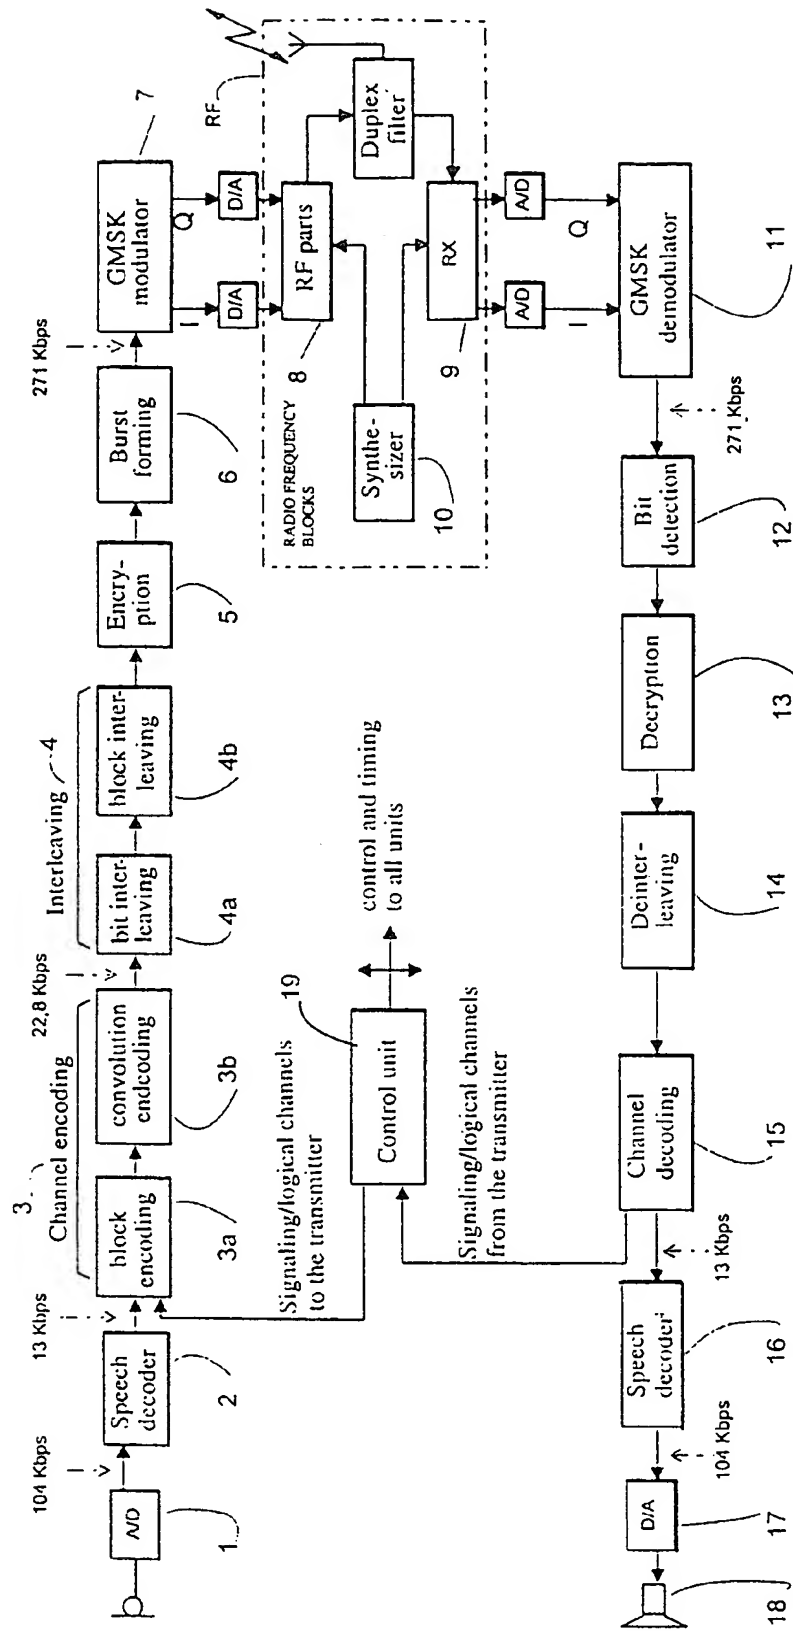 3
Channel encoding
Interleaving
4
104 Kbps
13 Kbps
22,8 Kbps
271 Kbps
A/D
Speech
decoder
block
encoding
convolution
endcoding
bit inter-
leaving
block inter-
leaving
Encryp-
tion
Burst
forming
GMSK
modulator
1
2
3a
3b
4a
4b
5
6
7
I
Q
D/A
D/A
RF
RADIO FREQUENCY
BLOCKS
RF parts
Duplex
filter
8
Synthe-
sizer
10
RX
9
A/D
A/D
I
Q
Signaling/logical channels
to the transmitter
Control unit
19
control and timing
to all units
Signaling/logical channels
from the transmitter
D/A
Speech
decoder
Channel
decoding
Deinter-
leaving
Decryption
Bit
detection
GMSK
demodulator
104 Kbps
13 Kbps
271 Kbps
18
17
16
15
14
13
12
11